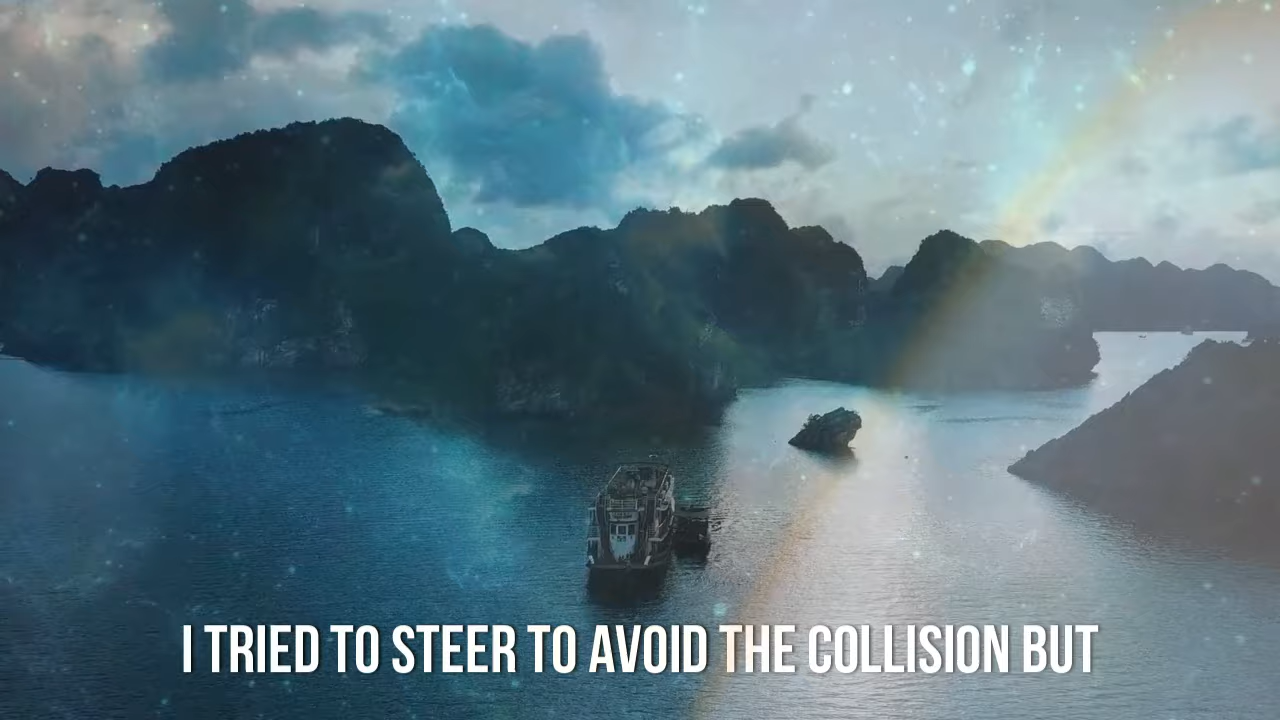 I TRIED TO STEER TO AVOID THE COLLISION BUT